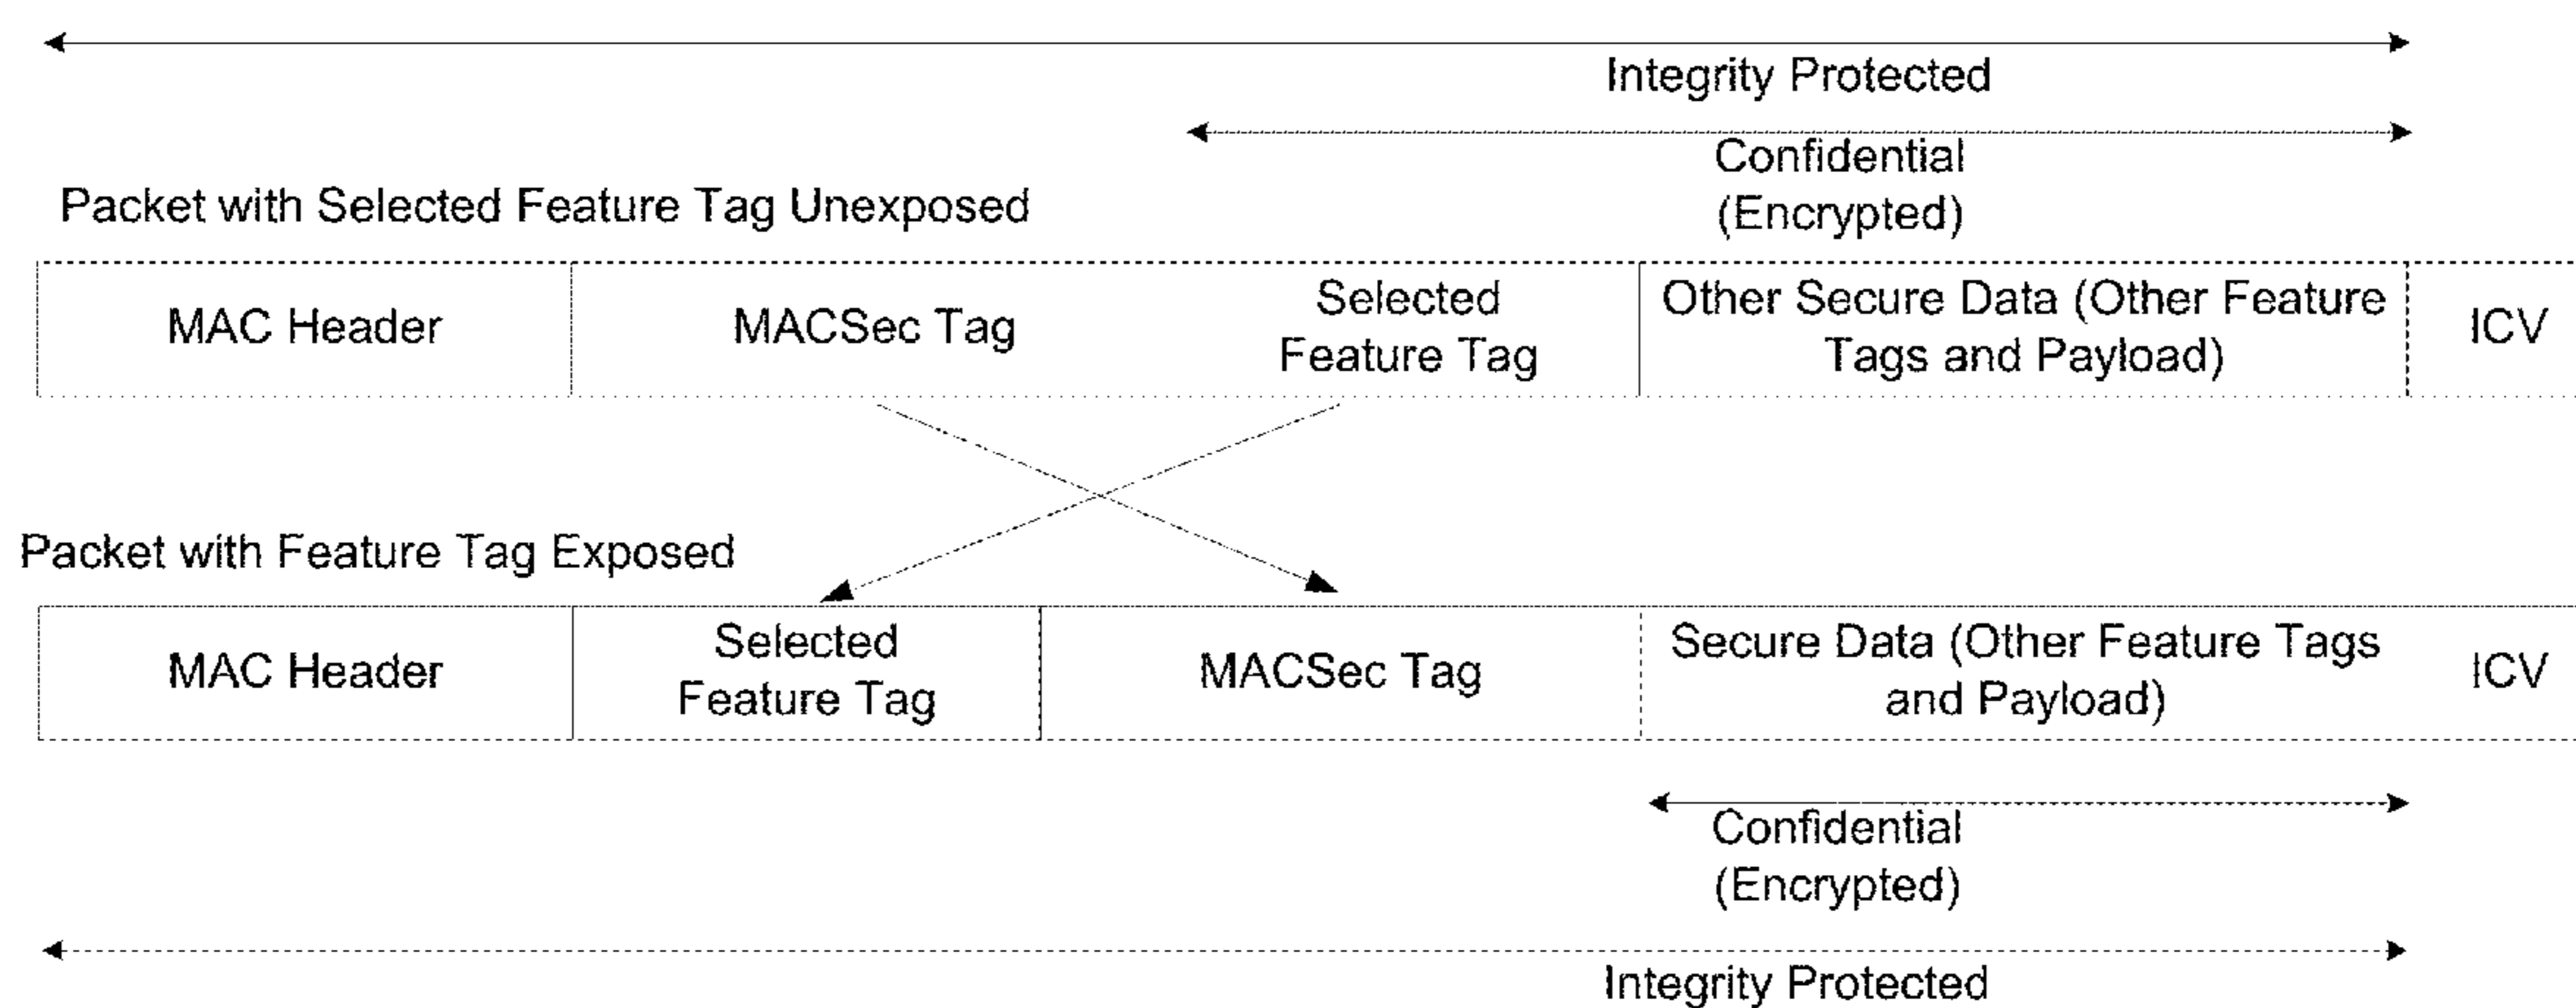 Integrity Protected
Confidential
(Encrypted)
Packet with Selected Feature Tag Unexposed
MAC Header
MACSec Tag
Selected
Feature Tag
Other Secure Data (Other Feature
Tags and Payload)
ICV
Packet with Feature Tag Exposed
MAC Header
Selected
Feature Tag
MACSec Tag
Secure Data (Other Feature Tags
and Payload)
ICV
Confidential
(Encrypted)
Integrity Protected